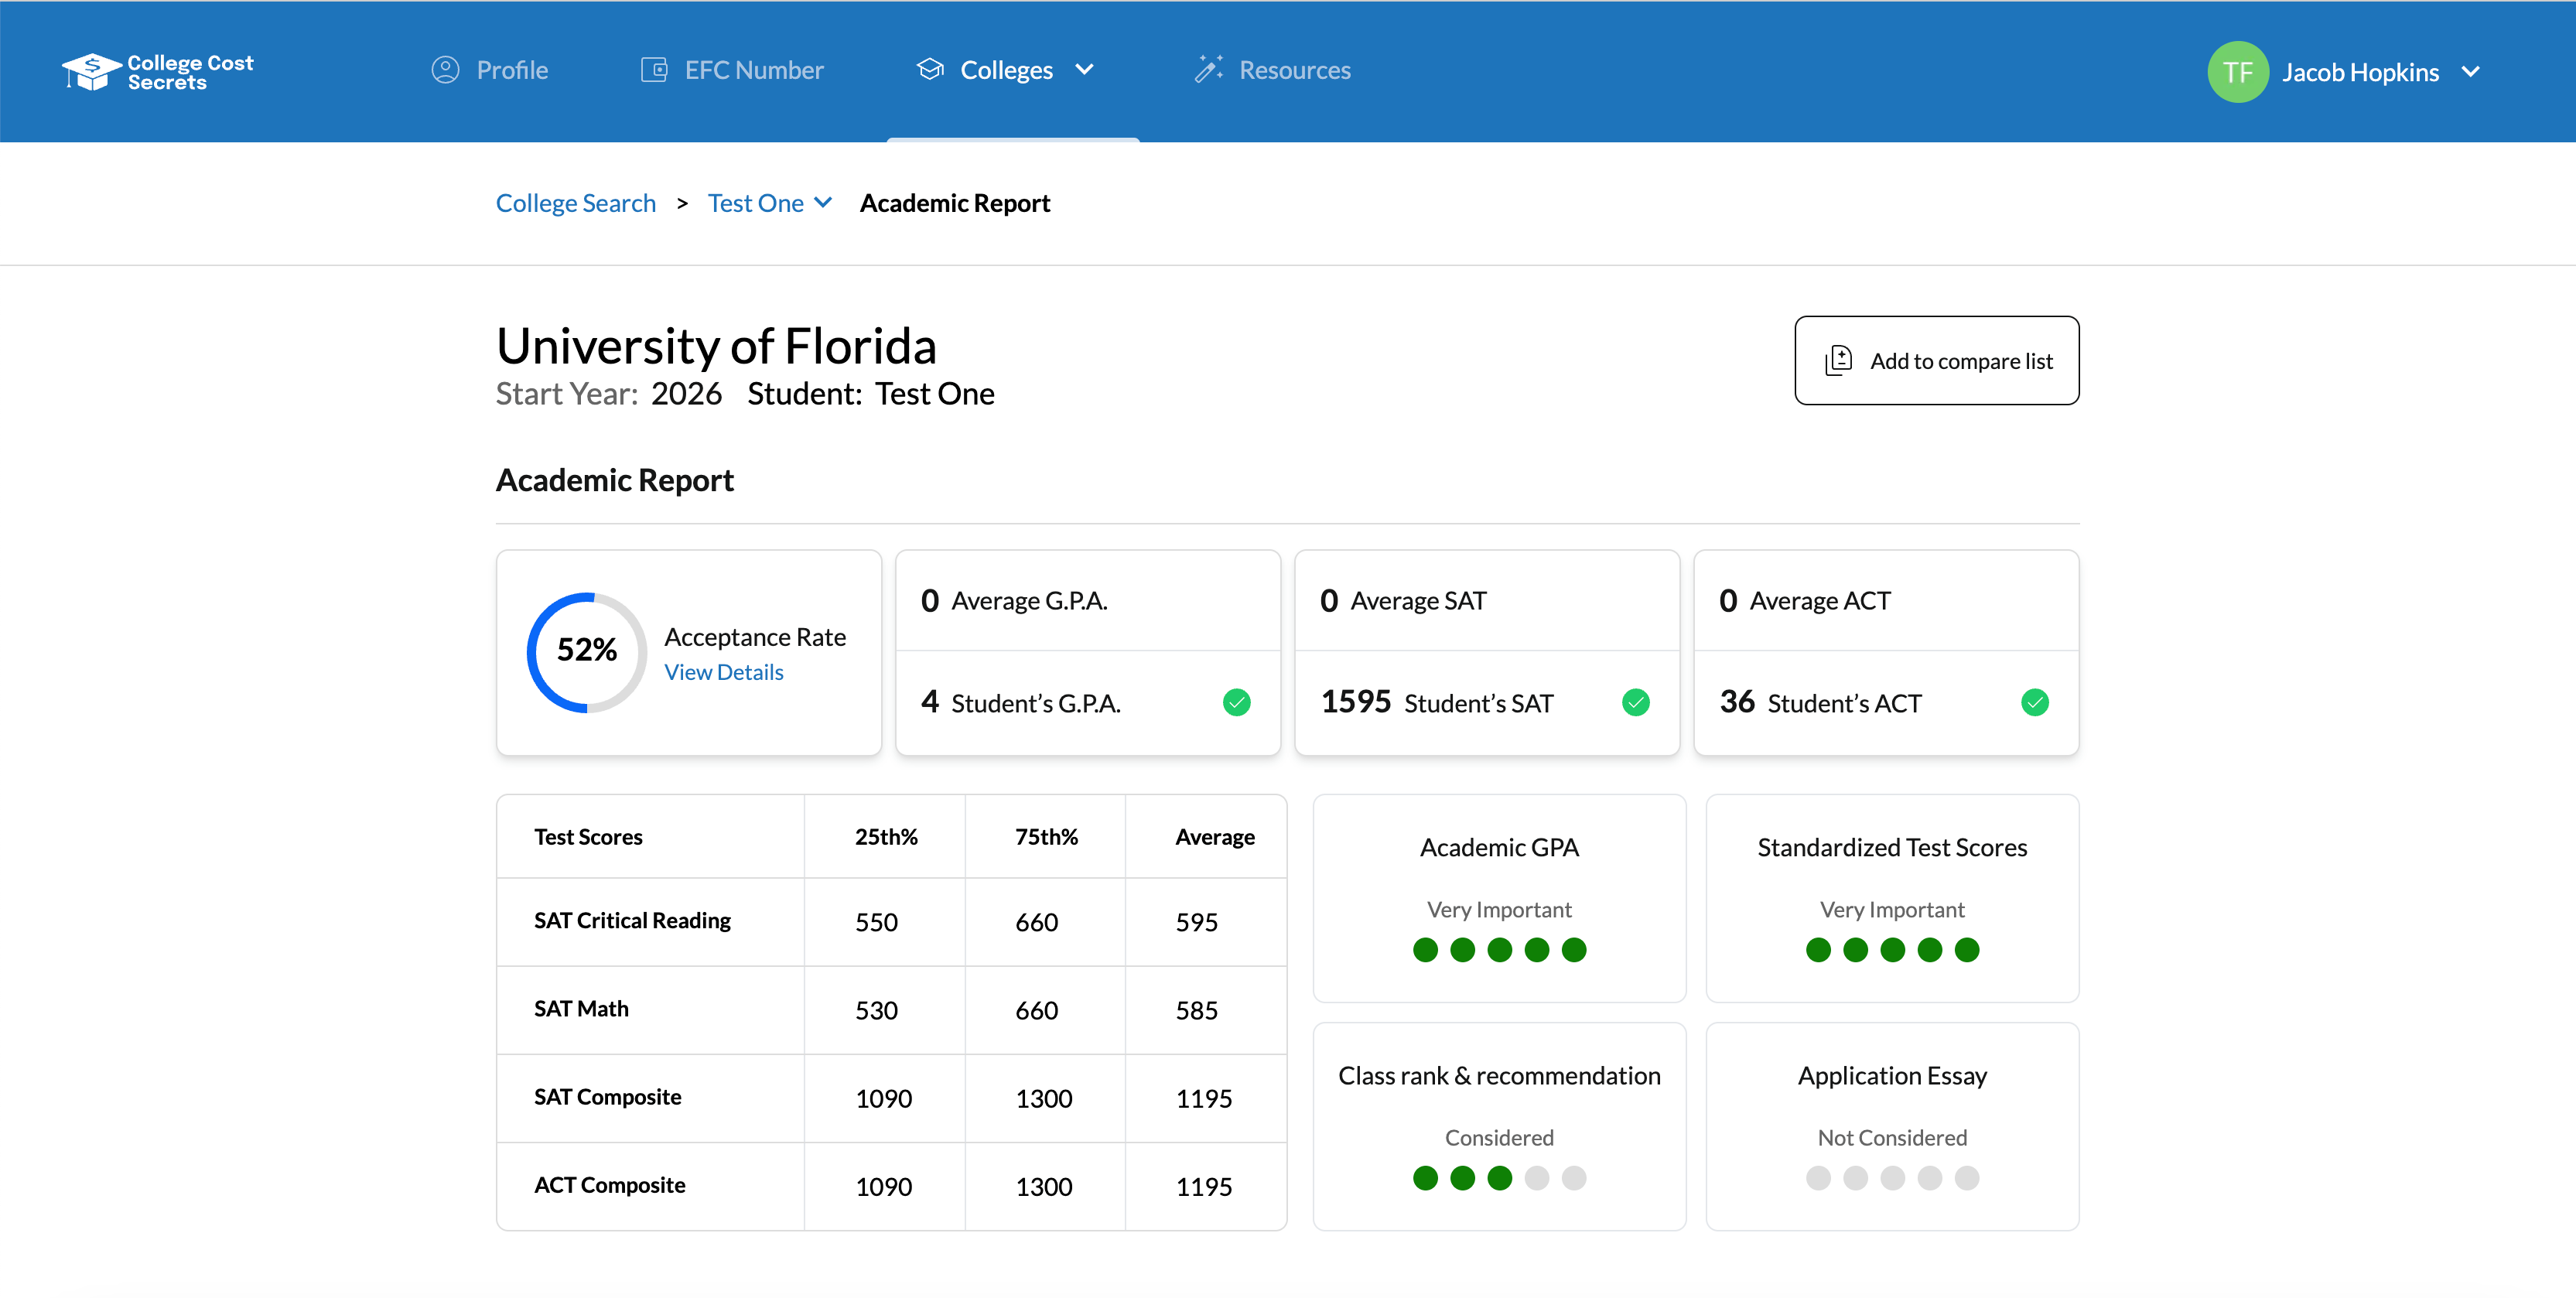 College Cost
Secrets
Profile
EFC Number
Colleges
Resources
TF
Jacob Hopkins
College Search > Test One Academic Report
University of Florida
Start Year: 2026 Student: Test One
Add to compare list
Academic Report
52%
Acceptance Rate
View Details
0 Average G.P.A.
4 Student’s G.P.A.
0 Average SAT
1595 Student’s SAT
0 Average ACT
36 Student’s ACT
Test Scores 25th% 75th% Average
SAT Critical Reading 550 660 595
SAT Math 530 660 585
SAT Composite 1090 1300 1195
ACT Composite 1090 1300 1195
Academic GPA
Very Important
Standardized Test Scores
Very Important
Class rank & recommendation
Considered
Application Essay
Not Considered